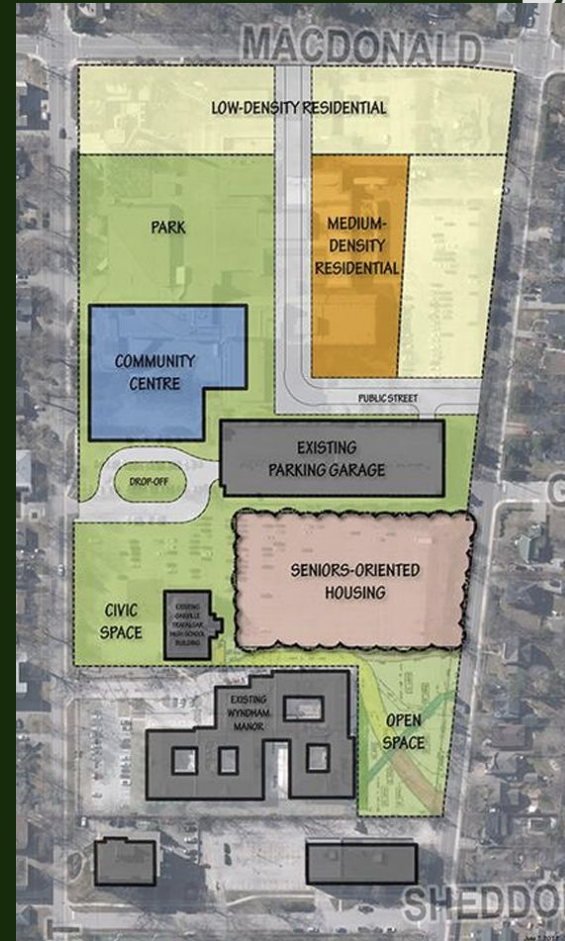 MACDONALD
LOW-DENSITY RESIDENTIAL
PARK
MEDIUM-
DENSITY
RESIDENTIAL
COMMUNITY
CENTRE
PUBLIC STREET
EXISTING
PARKING GARAGE
DROP-OFF
SENIORS-ORIENTED
HOUSING
CIVIC
SPACE
EXISTING
OAKVILLE
TRAFALGAR
HIGH SCHOOL
BUILDING
EXISTING
WYNDHAM
MANOR
OPEN
SPACE
SHEDDO